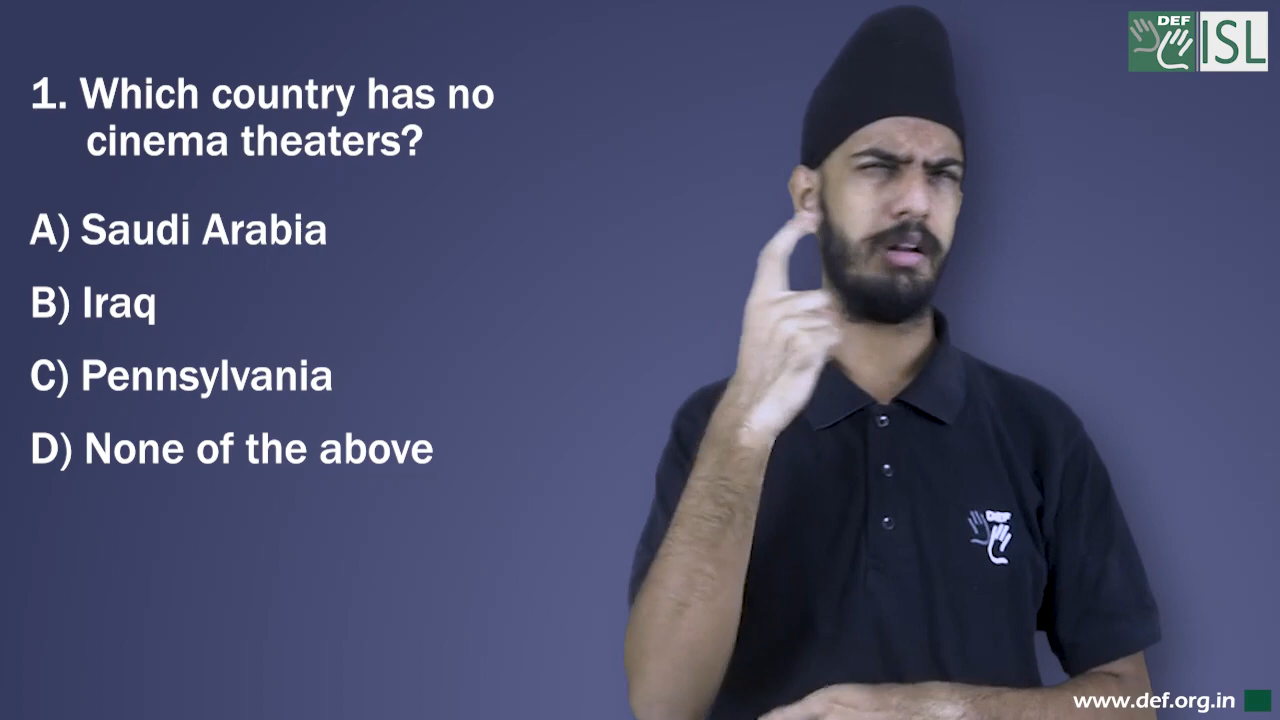 DEF
ISL
1. Which country has no
cinema theaters?
A) Saudi Arabia
B) Iraq
C) Pennsylvania
D) None of the above
DEF
www.def.org.in